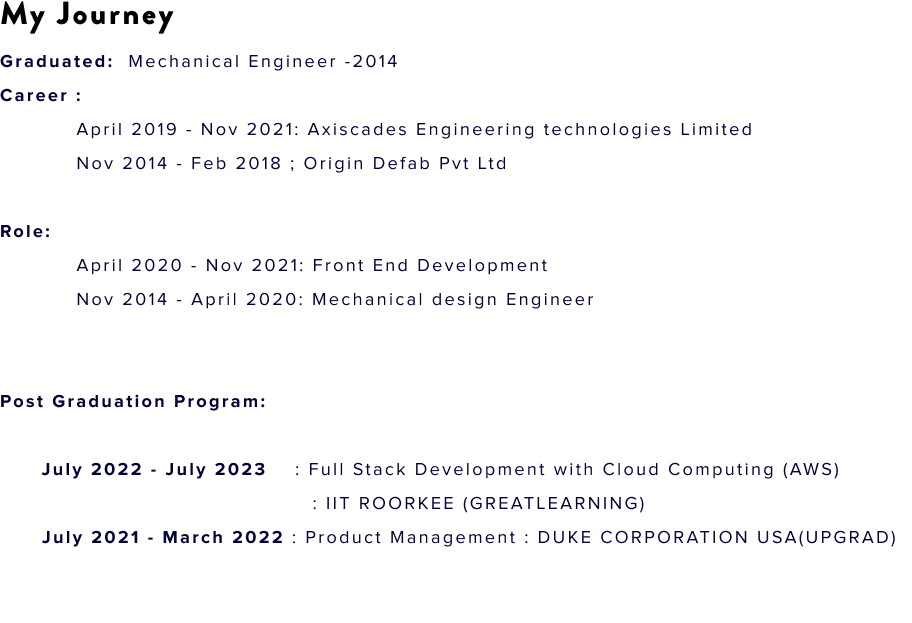 My Journey
Graduated: Mechanical Engineer -2014
Career :
April 2019 - Nov 2021: Axiscades Engineering technologies Limited
Nov 2014 - Feb 2018 ; Origin Defab Pvt Ltd
Role:
April 2020 - Nov 2021: Front End Development
Nov 2014 - April 2020: Mechanical design Engineer
Post Graduation Program:
July 2022 - July 2023 : Full Stack Development with Cloud Computing (AWS)
: IIT ROORKEE (GREATLEARNING)
July 2021 - March 2022 : Product Management : DUKE CORPORATION USA(UPGRAD)